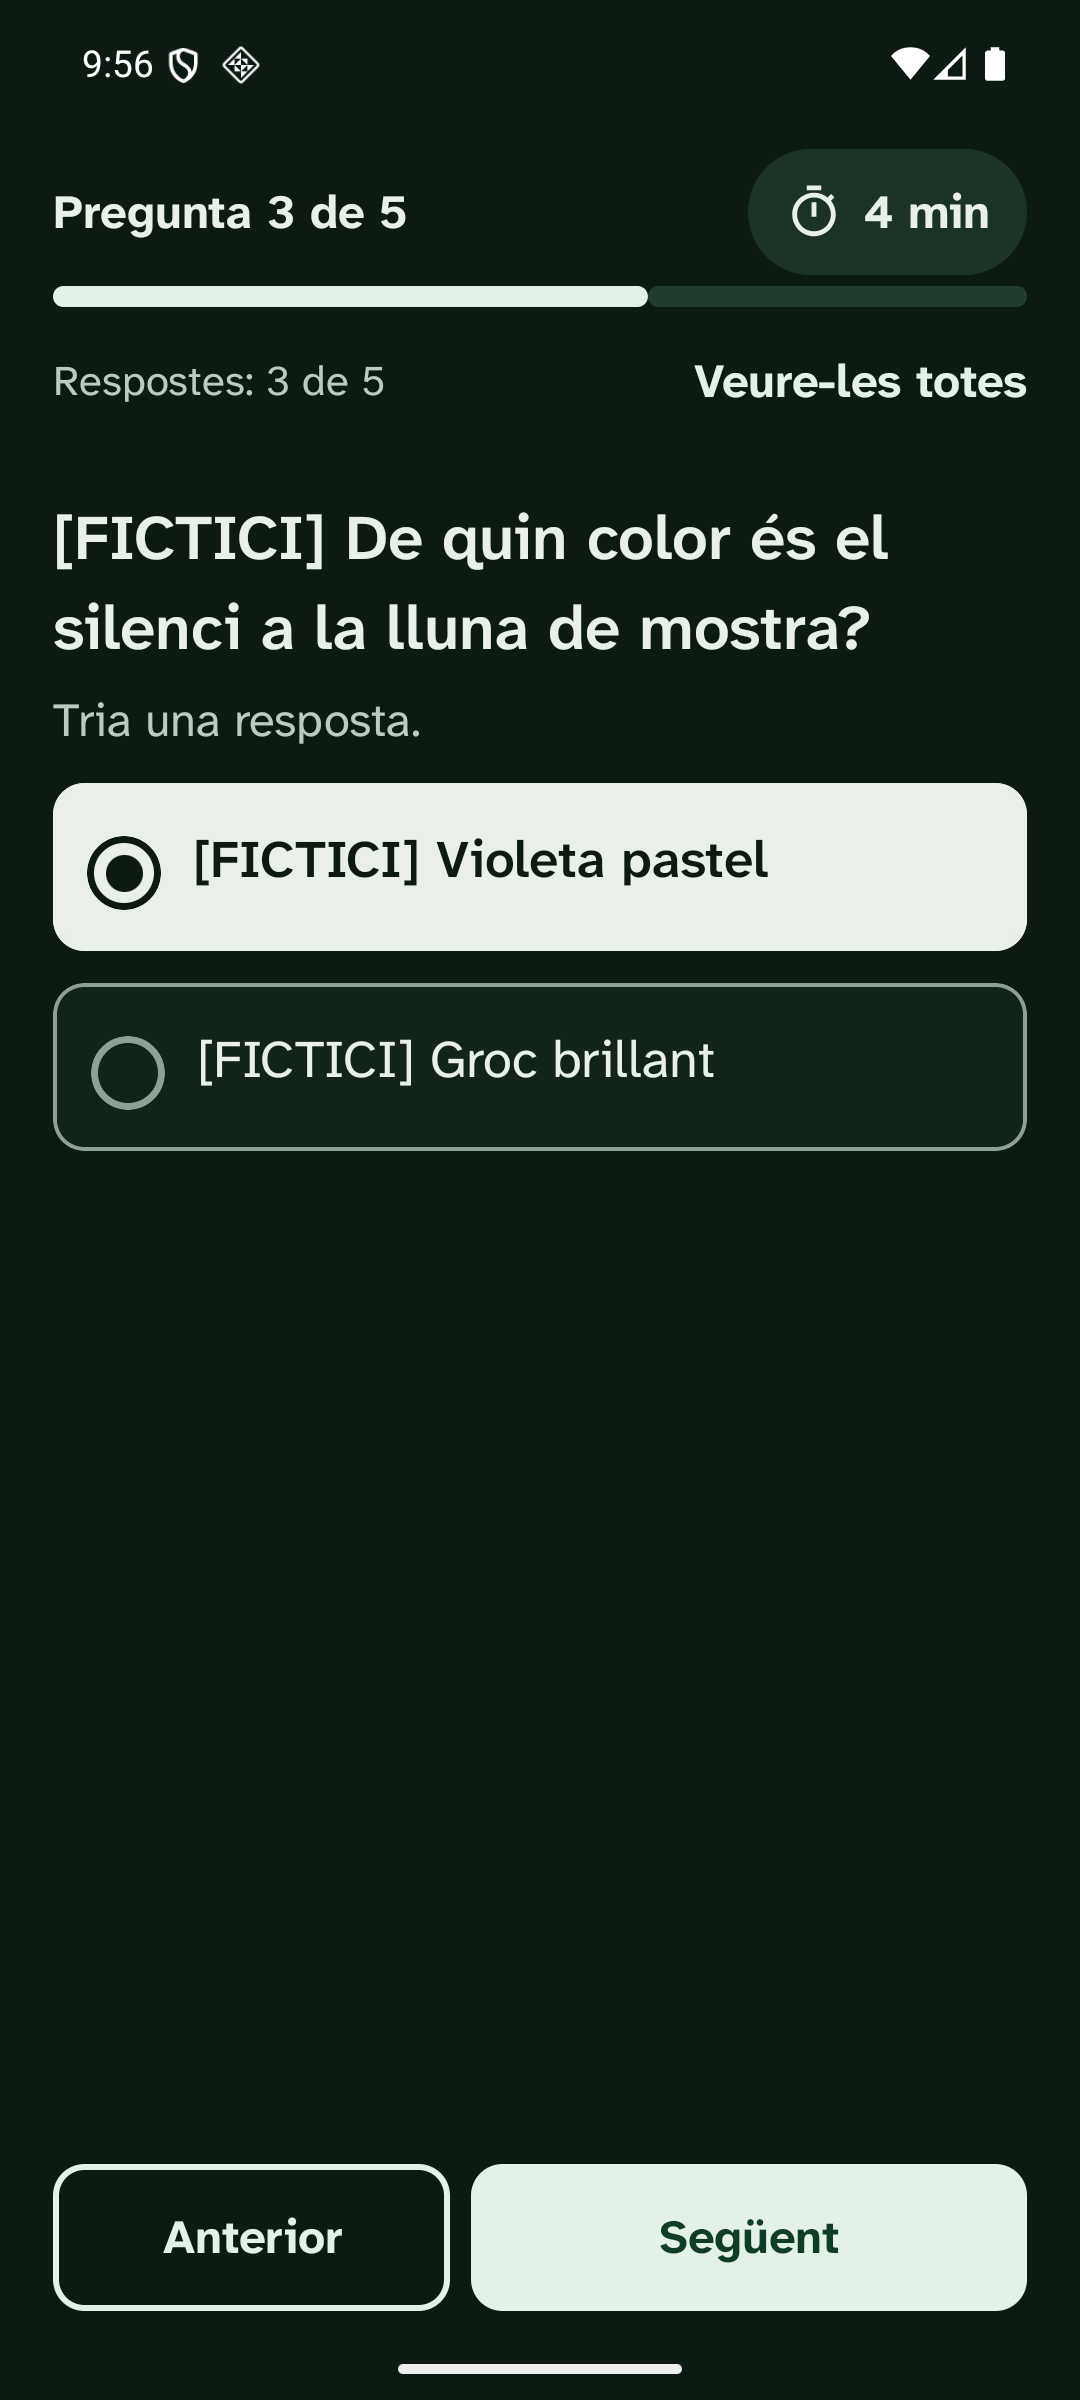 9:56
Pregunta 3 de 5
4 min
Respostes: 3 de 5
Veure-les totes
[FICTICI] De quin color és el
silenci a la lluna de mostra?
Tria una resposta.
[FICTICI] Violeta pastel
[FICTICI] Groc brillant
Anterior
Següent